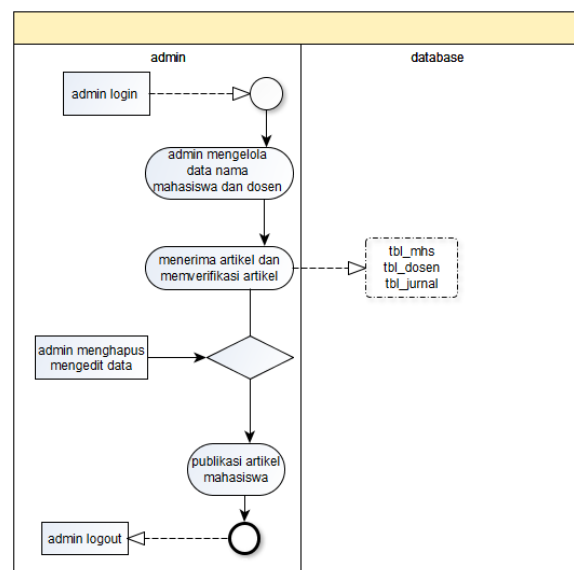 admin
database
admin login
admin mengelola
data nama
mahasiswa dan dosen
menerima artikel dan
memverifikasi artikel
tbl_mhs
tbl_dosen
tbl_jurnal
admin menghapus
mengedit data
publikasi artikel
mahasiswa
admin logout